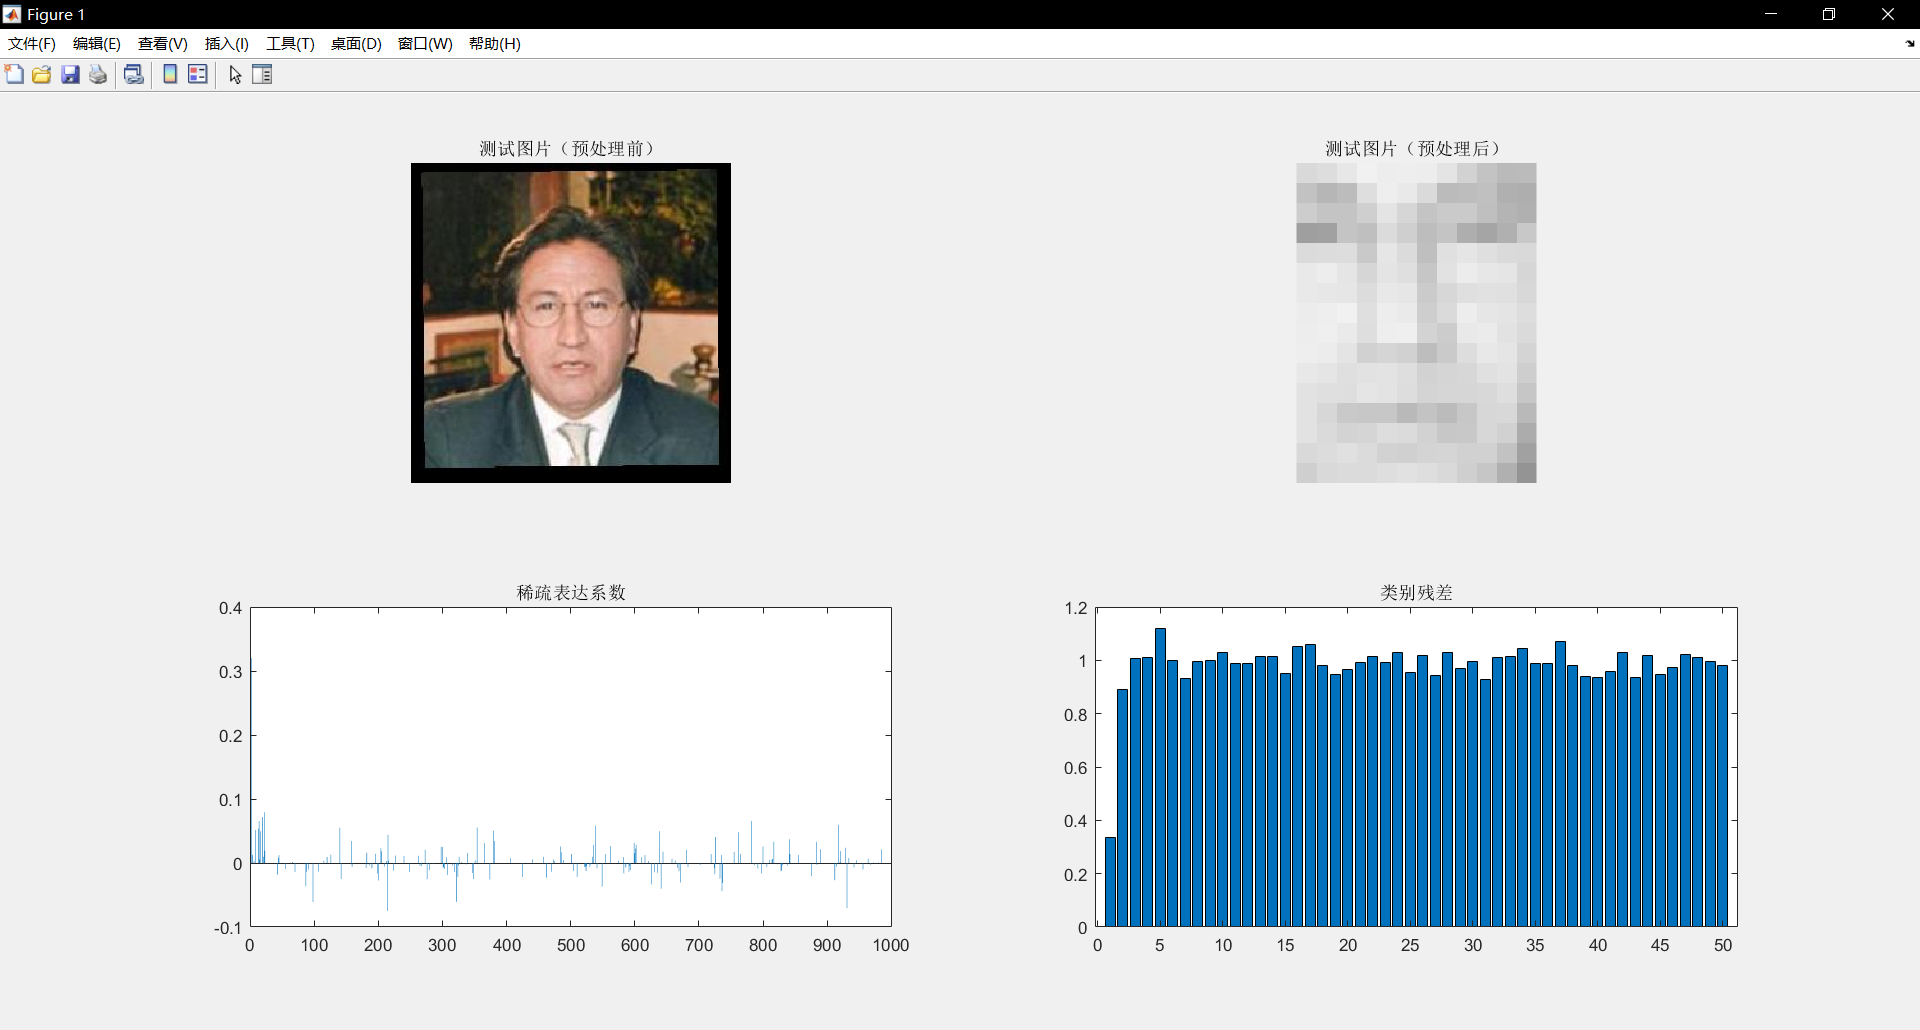 Figure 1
文件(F) 编辑(E) 查看(V) 插入(I) 工具(T) 桌面(D) 窗口(W) 帮助(H)
测试图片（预处理前）
测试图片（预处理后）
稀疏表达系数
0.4
0.3
0.2
0.1
0
-0.1
0 100 200 300 400 500 600 700 800 900 1000
类别残差
1.2
1
0.8
0.6
0.4
0.2
0
0 5 10 15 20 25 30 35 40 45 50